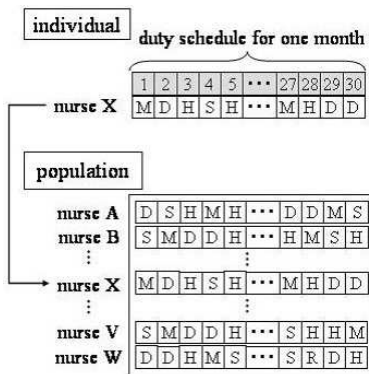 individual
duty schedule for one month
1 2 3 4 5 ··· 27 28 29 30
nurse X M D H S H ··· M H D D
population
nurse A D S H M H ··· D D M S
nurse B S M D D H ··· H M S H
⋮ ⋮
nurse X M D H S H ··· M H D D
⋮ ⋮
nurse V S M D D H ··· S H H M
nurse W D D H M S ··· S R D H